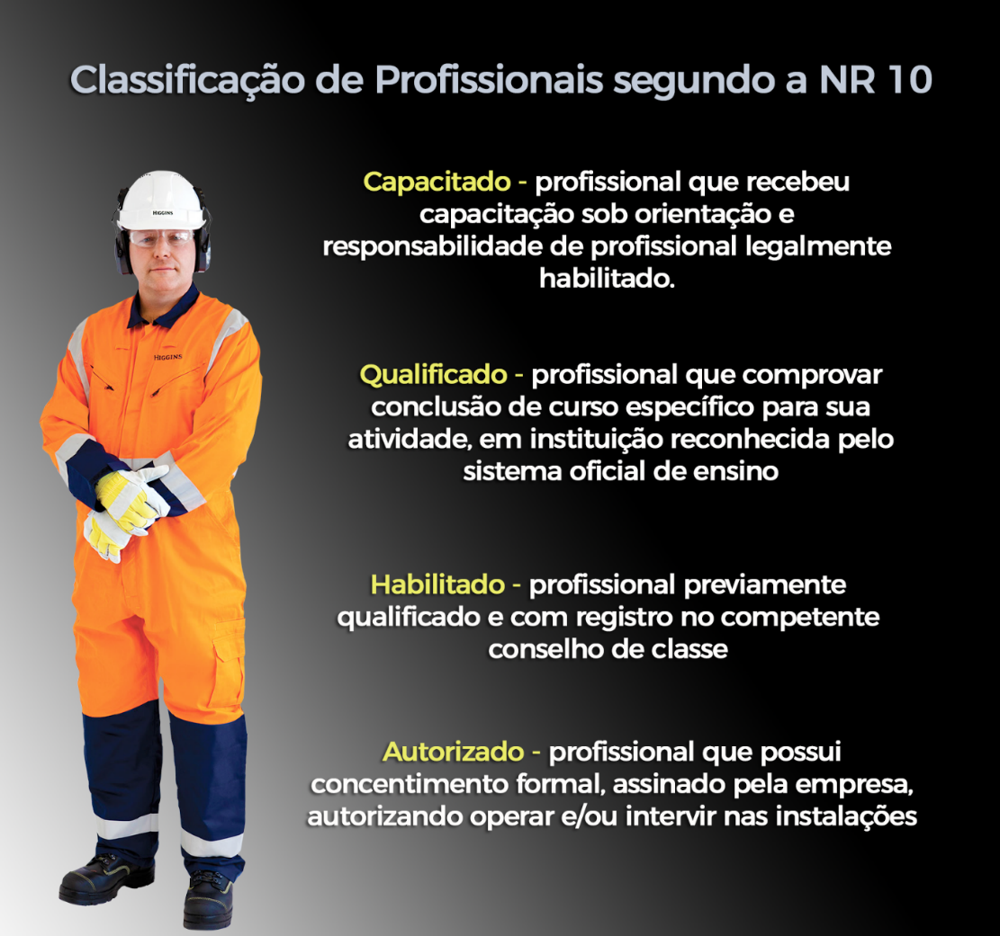 Classificação de Profissionais segundo a NR 10
Capacitado - profissional que recebeu
capacitação sob orientação e
responsabilidade de profissional legalmente
habilitado.
HIGGINS
HIGGINS
Qualificado - profissional que comprovar
conclusão de curso específico para sua
atividade, em instituição reconhecida pelo
sistema oficial de ensino
Habilitado - profissional previamente
qualificado e com registro no competente
conselho de classe
Autorizado - profissional que possui
concentimento formal, assinado pela empresa,
autorizando operar e/ou intervir nas instalações